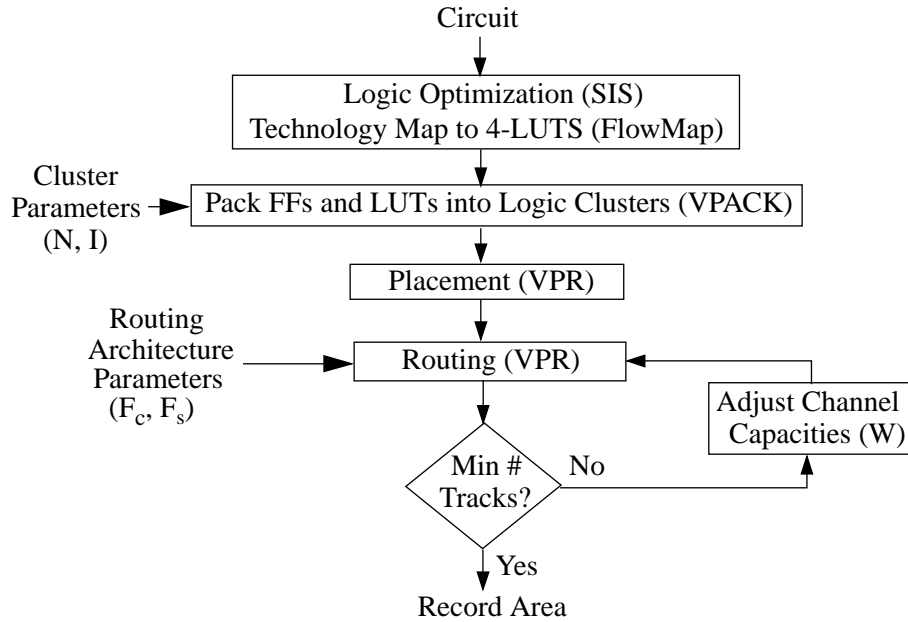 Circuit
Logic Optimization (SIS)
Technology Map to 4-LUTS (FlowMap)
Cluster
Parameters
(N, I)
Pack FFs and LUTs into Logic Clusters (VPACK)
Placement (VPR)
Routing
Architecture
Parameters
(Fc, Fs)
Routing (VPR)
Adjust Channel
Capacities (W)
Min #
Tracks?
No
Yes
Record Area